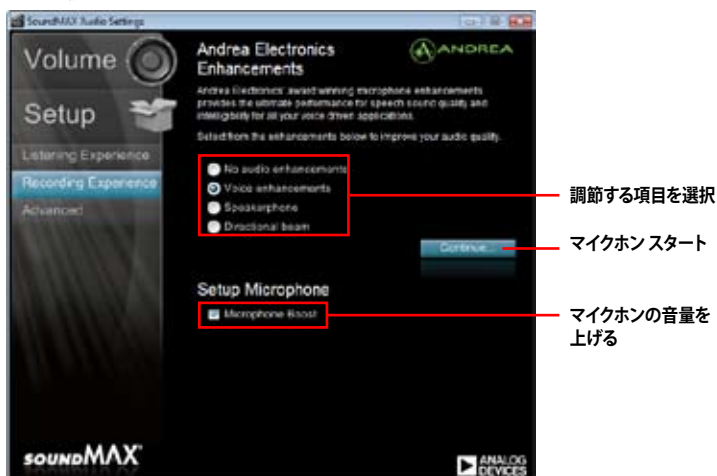 SoundMAX Audio Settings
Volume
Setup
Listening Experience
Recording Experience
Advanced
Andrea Electronics
Enhancements
ANDREA
Andrea Electronics' award winning microphone enhancements
provides the ultimate performance for speech sound quality and
intelligibility for all your voice driven applications.
Select from the enhancements below to improve your audio quality.
No audio enhancements
Voice enhancements
Speakerphone
Directional beam
Continue...
Setup Microphone
Microphone Boost
調節する項目を選択
マイクホン スタート
マイクホンの音量を
上げる
SOUNDMAX
ANALOG
DEVICES